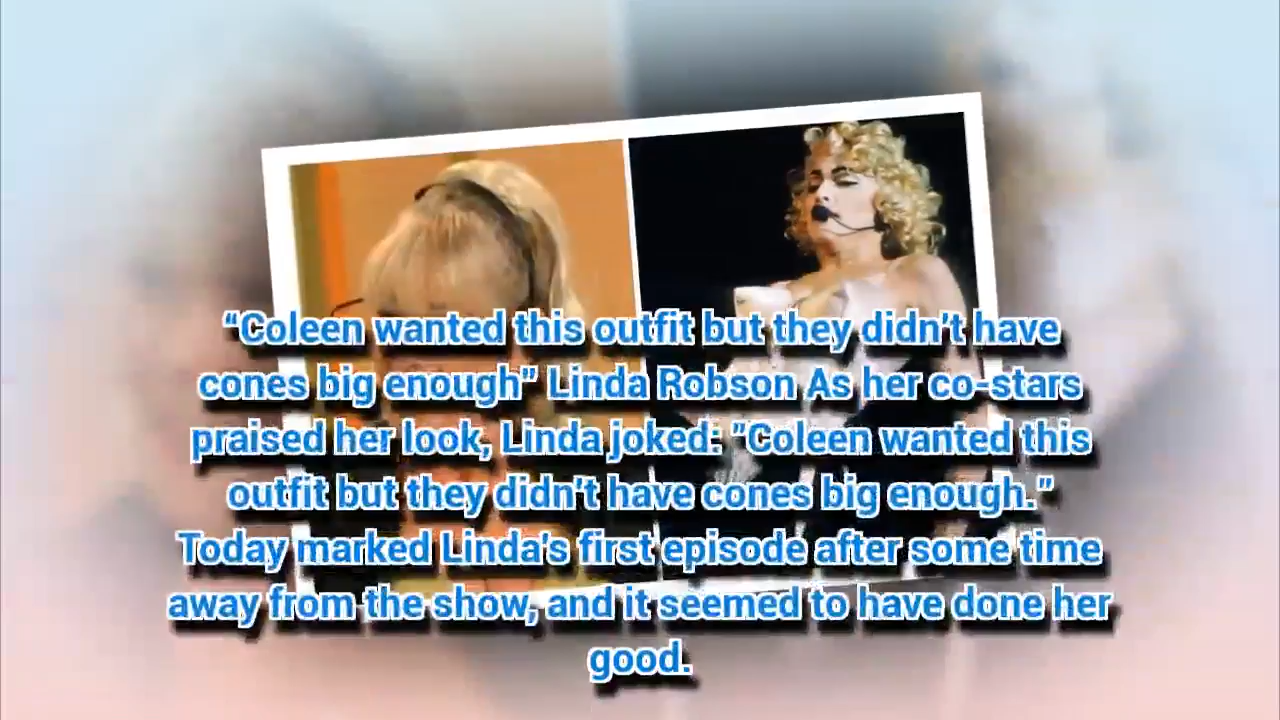 “Coleen wanted this outfit but they didn’t have
cones big enough” Linda Robson As her co-stars
praised her look, Linda joked: “Coleen wanted this
outfit but they didn’t have cones big enough.”
Today marked Linda's first episode after some time
away from the show, and it seemed to have done her
good.